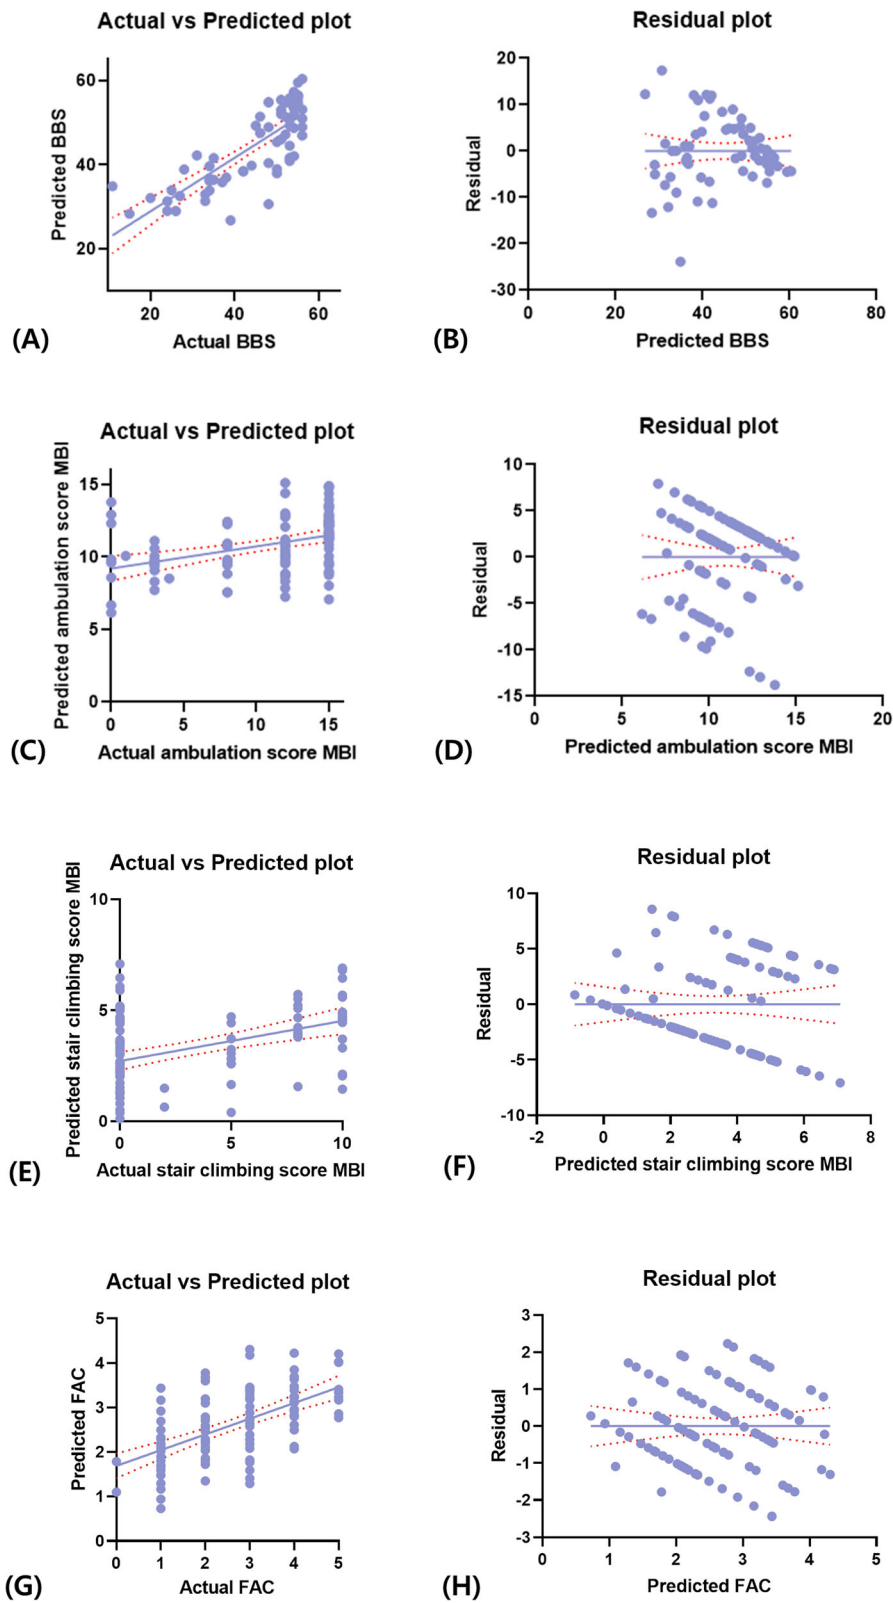 Actual vs Predicted plot
Predicted BBS
60
40
20
20 40 60
Actual BBS
(A)
Residual plot
Residual
20
10
0
-10
-20
-30
0 20 40 60 80
Predicted BBS
(B)
Actual vs Predicted plot
Predicted ambulation score MBI
15
10
5
0
0 5 10 15
Actual ambulation score MBI
(C)
Residual plot
Residual
10
5
0
-5
-10
-15
0 5 10 15 20
Predicted ambulation score MBI
(D)
Actual vs Predicted plot
Predicted stair climbing score MBI
10
5
0
0 5 10
Actual stair climbing score MBI
(E)
Residual plot
Residual
10
5
0
-5
-10
-2 0 2 4 6 8
Predicted stair climbing score MBI
(F)
Actual vs Predicted plot
Predicted FAC
5
4
3
2
1
0
0 1 2 3 4 5
Actual FAC
(G)
Residual plot
Residual
3
2
1
0
-1
-2
-3
0 1 2 3 4 5
Predicted FAC
(H)